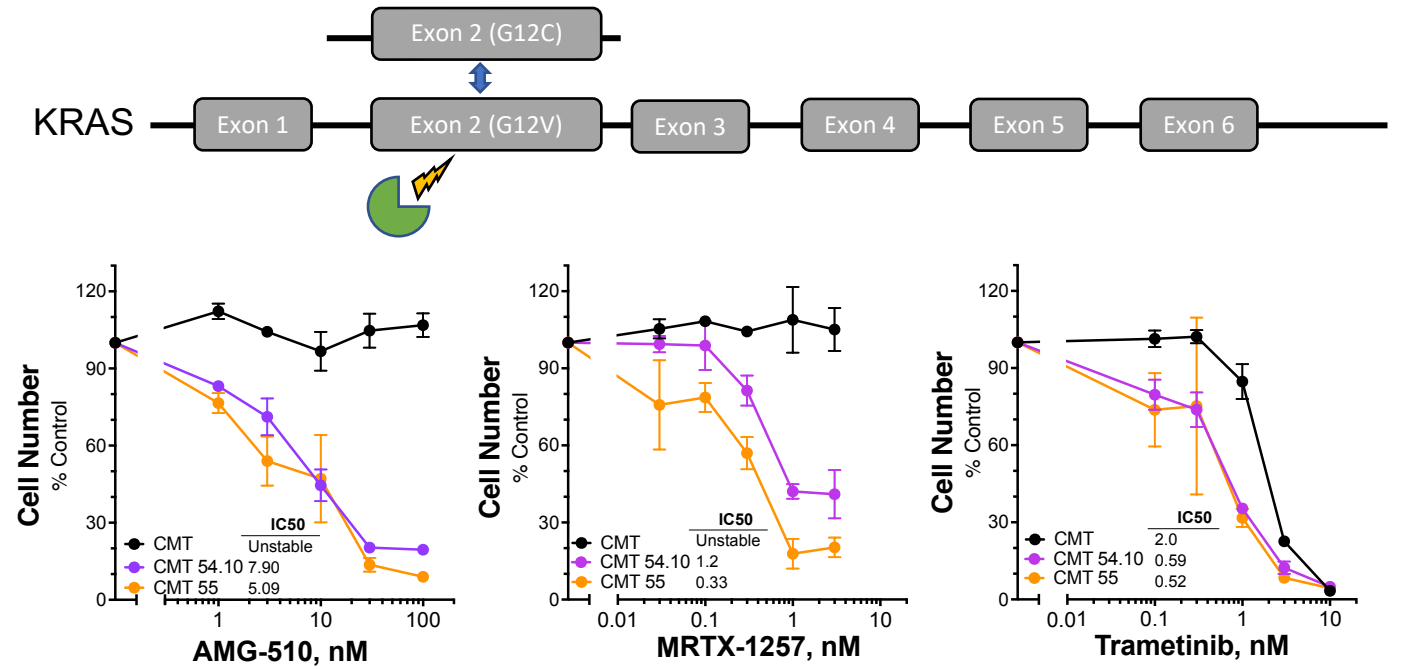 Exon 2 (G12C)
KRAS
Exon 1
Exon 2 (G12V)
Exon 3
Exon 4
Exon 5
Exon 6
Cell Number
% Control
120
90
60
30
0
IC50
CMT Unstable
CMT 54.10 7.90
CMT 55 5.09
1 10 100
AMG-510, nM
Cell Number
% Control
120
90
60
30
0
IC50
CMT Unstable
CMT 54.10 1.2
CMT 55 0.33
0.01 0.1 1 10
MRTX-1257, nM
Cell Number
% Control
120
90
60
30
0
IC50
CMT 2.0
CMT 54.10 0.59
CMT 55 0.52
0.01 0.1 1 10
Trametinib, nM